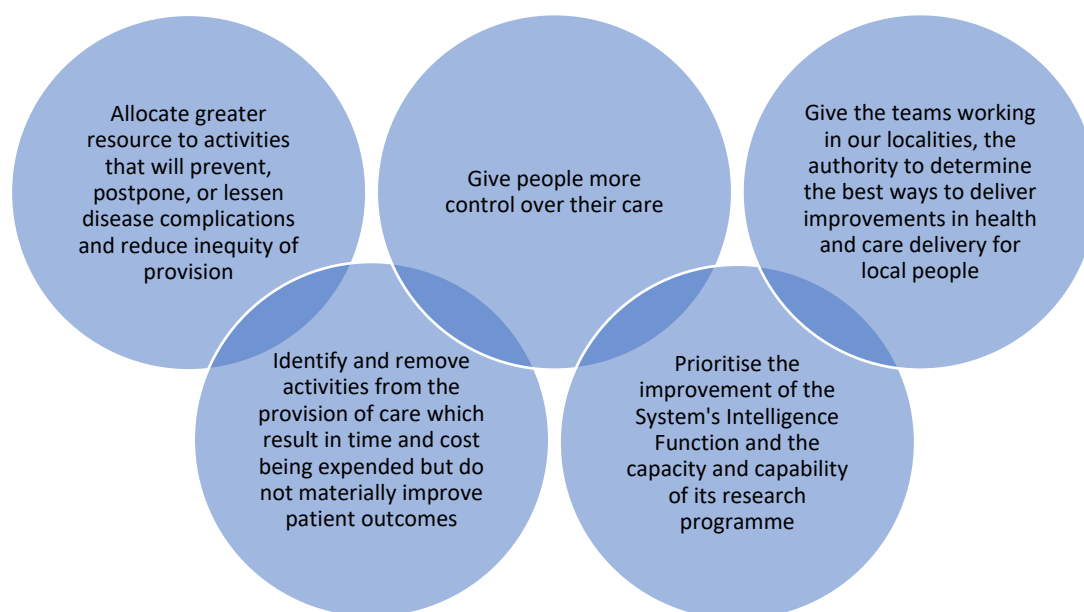 Allocate greater
resource to activities
that will prevent,
postpone, or lessen
disease complications
and reduce inequity of
provision
Give people more
control over their care
Give the teams working
in our localities, the
authority to determine
the best ways to deliver
improvements in health
and care delivery for
local people
Identify and remove
activities from the
provision of care which
result in time and cost
being expended but do
not materially improve
patient outcomes
Prioritise the
improvement of the
System's Intelligence
Function and the
capacity and capability
of its research
programme